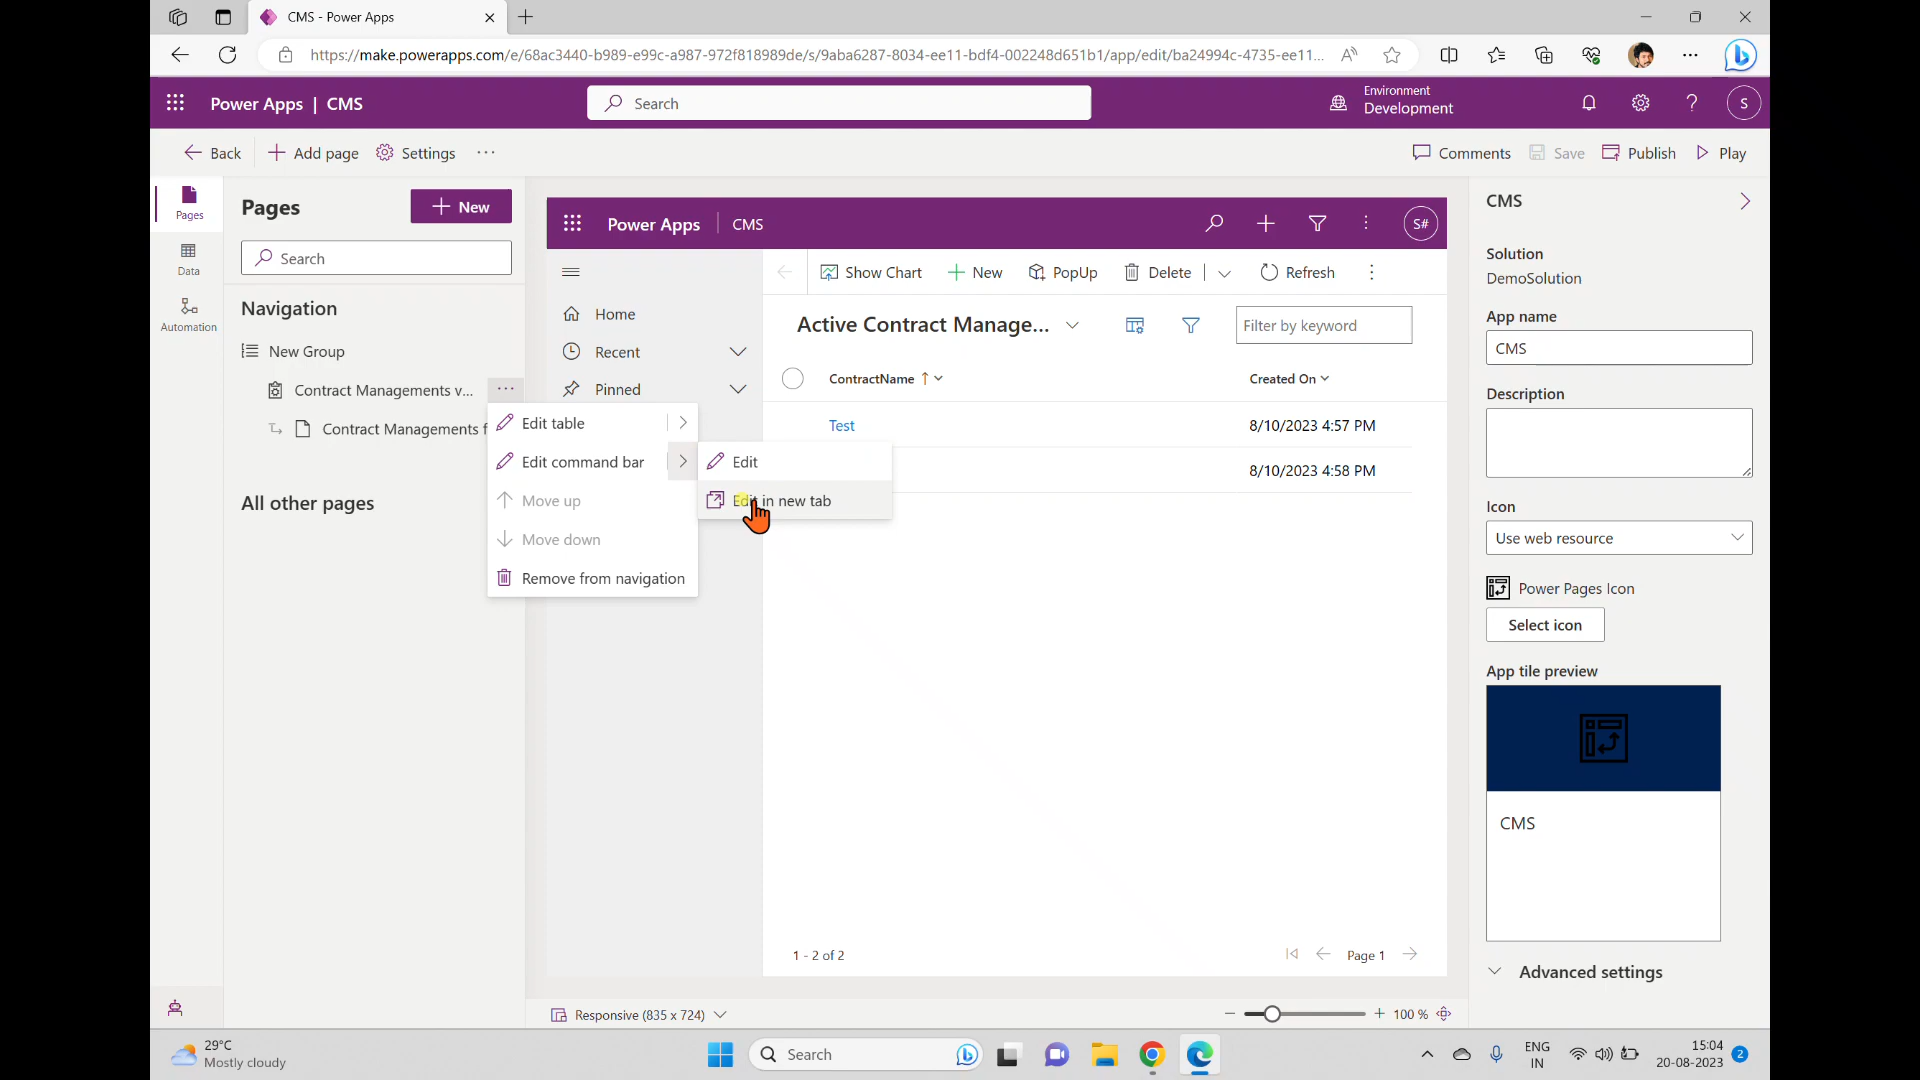 CMS - Power Apps
https://make.powerapps.com/e/68ac3440-b989-e99c-a987-972f818989de/s/9aba6287-8034-ee11-bdf4-002248d651b1/app/edit/ba24994c-4735-ee11...
Power Apps | CMS
Search
Environment
Development
S
Back
Add page
Settings
Comments
Save
Publish
Play
Pages
Data
Automation
Pages
New
Search
Navigation
New Group
Contract Managements v...
Contract Managements f
All other pages
Edit table
Edit command bar
Move up
Move down
Remove from navigation
Edit
Edit in new tab
Power Apps
CMS
S#
Home
Recent
Pinned
Show Chart
New
PopUp
Delete
Refresh
Active Contract Manage...
Filter by keyword
ContractName
Created On
Test
8/10/2023 4:57 PM
8/10/2023 4:58 PM
1 - 2 of 2
Page 1
Responsive (835 x 724)
100 %
CMS
Solution
DemoSolution
App name
CMS
Description
Icon
Use web resource
Power Pages Icon
Select icon
App tile preview
CMS
Advanced settings
29°C
Mostly cloudy
Search
ENG
IN
15:04
20-08-2023
2